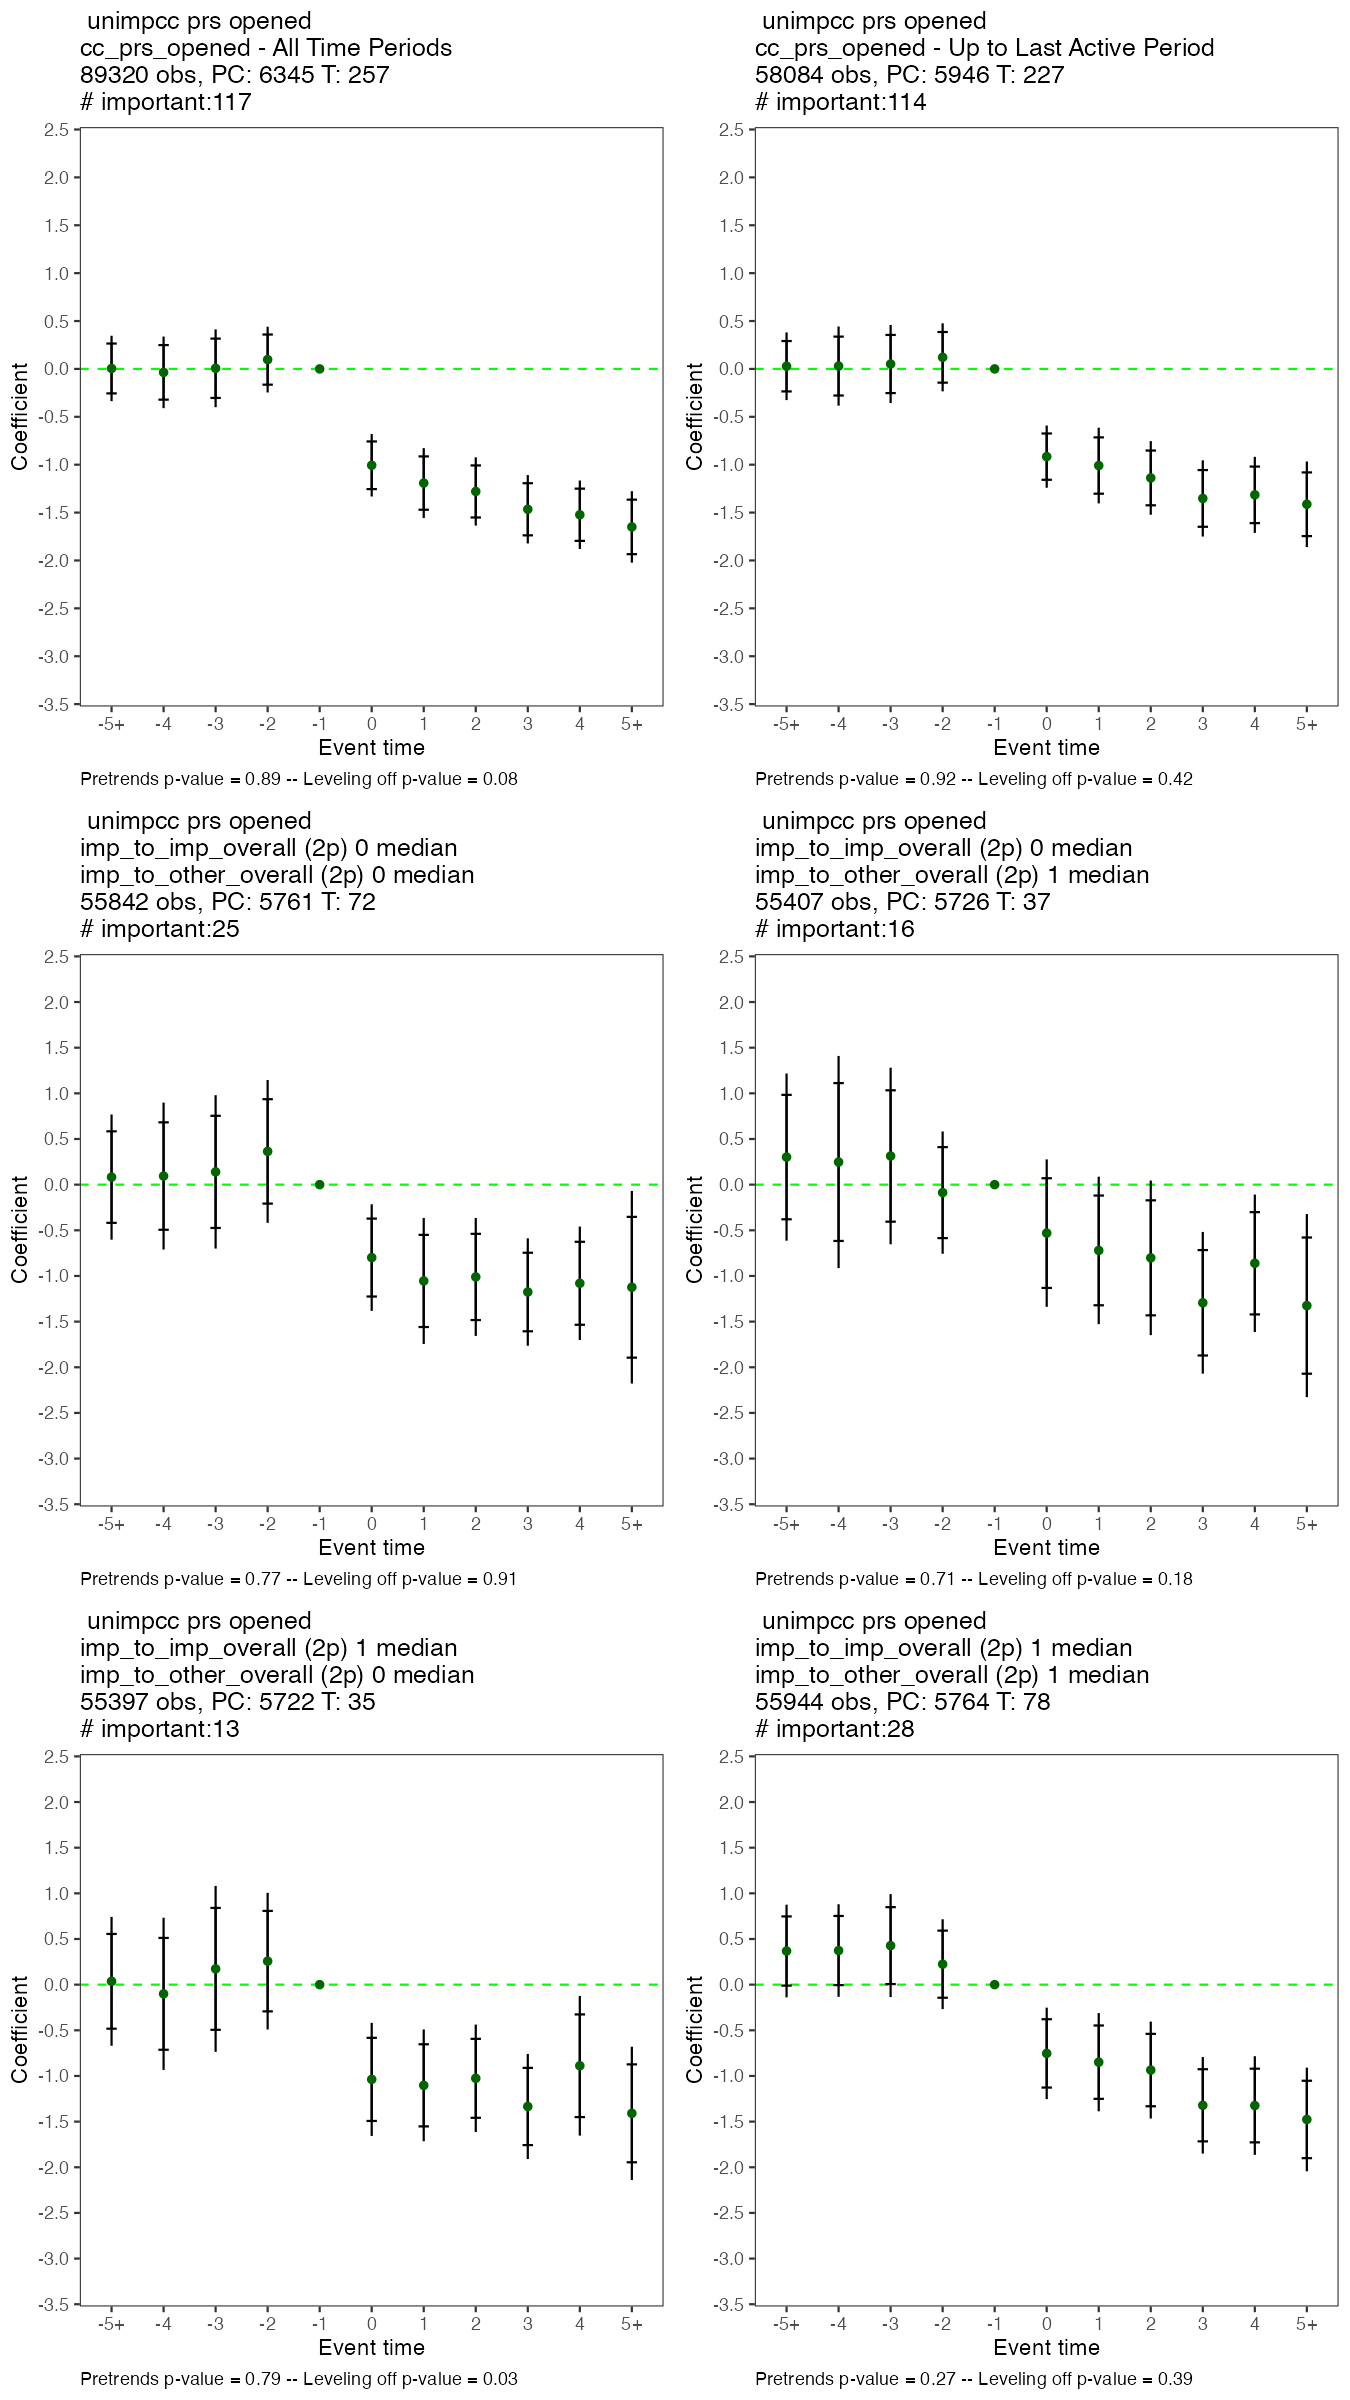 unimpcc prs opened
cc_prs_opened - All Time Periods
89320 obs, PC: 6345 T: 257
# important:117
Coefficient
2.5
2.0
1.5
1.0
0.5
0.0
-0.5
-1.0
-1.5
-2.0
-2.5
-3.0
-3.5
-5+ -4 -3 -2 -1 0 1 2 3 4 5+
Event time
Pretrends p-value = 0.89 -- Leveling off p-value = 0.08
unimpcc prs opened
cc_prs_opened - Up to Last Active Period
58084 obs, PC: 5946 T: 227
# important:114
Coefficient
2.5
2.0
1.5
1.0
0.5
0.0
-0.5
-1.0
-1.5
-2.0
-2.5
-3.0
-3.5
-5+ -4 -3 -2 -1 0 1 2 3 4 5+
Event time
Pretrends p-value = 0.92 -- Leveling off p-value = 0.42
unimpcc prs opened
imp_to_imp_overall (2p) 0 median
imp_to_other_overall (2p) 0 median
55842 obs, PC: 5761 T: 72
# important:25
Coefficient
2.5
2.0
1.5
1.0
0.5
0.0
-0.5
-1.0
-1.5
-2.0
-2.5
-3.0
-3.5
-5+ -4 -3 -2 -1 0 1 2 3 4 5+
Event time
Pretrends p-value = 0.77 -- Leveling off p-value = 0.91
unimpcc prs opened
imp_to_imp_overall (2p) 0 median
imp_to_other_overall (2p) 1 median
55407 obs, PC: 5726 T: 37
# important:16
Coefficient
2.5
2.0
1.5
1.0
0.5
0.0
-0.5
-1.0
-1.5
-2.0
-2.5
-3.0
-3.5
-5+ -4 -3 -2 -1 0 1 2 3 4 5+
Event time
Pretrends p-value = 0.71 -- Leveling off p-value = 0.18
unimpcc prs opened
imp_to_imp_overall (2p) 1 median
imp_to_other_overall (2p) 0 median
55397 obs, PC: 5722 T: 35
# important:13
Coefficient
2.5
2.0
1.5
1.0
0.5
0.0
-0.5
-1.0
-1.5
-2.0
-2.5
-3.0
-3.5
-5+ -4 -3 -2 -1 0 1 2 3 4 5+
Event time
Pretrends p-value = 0.79 -- Leveling off p-value = 0.03
unimpcc prs opened
imp_to_imp_overall (2p) 1 median
imp_to_other_overall (2p) 1 median
55944 obs, PC: 5764 T: 78
# important:28
Coefficient
2.5
2.0
1.5
1.0
0.5
0.0
-0.5
-1.0
-1.5
-2.0
-2.5
-3.0
-3.5
-5+ -4 -3 -2 -1 0 1 2 3 4 5+
Event time
Pretrends p-value = 0.27 -- Leveling off p-value = 0.39